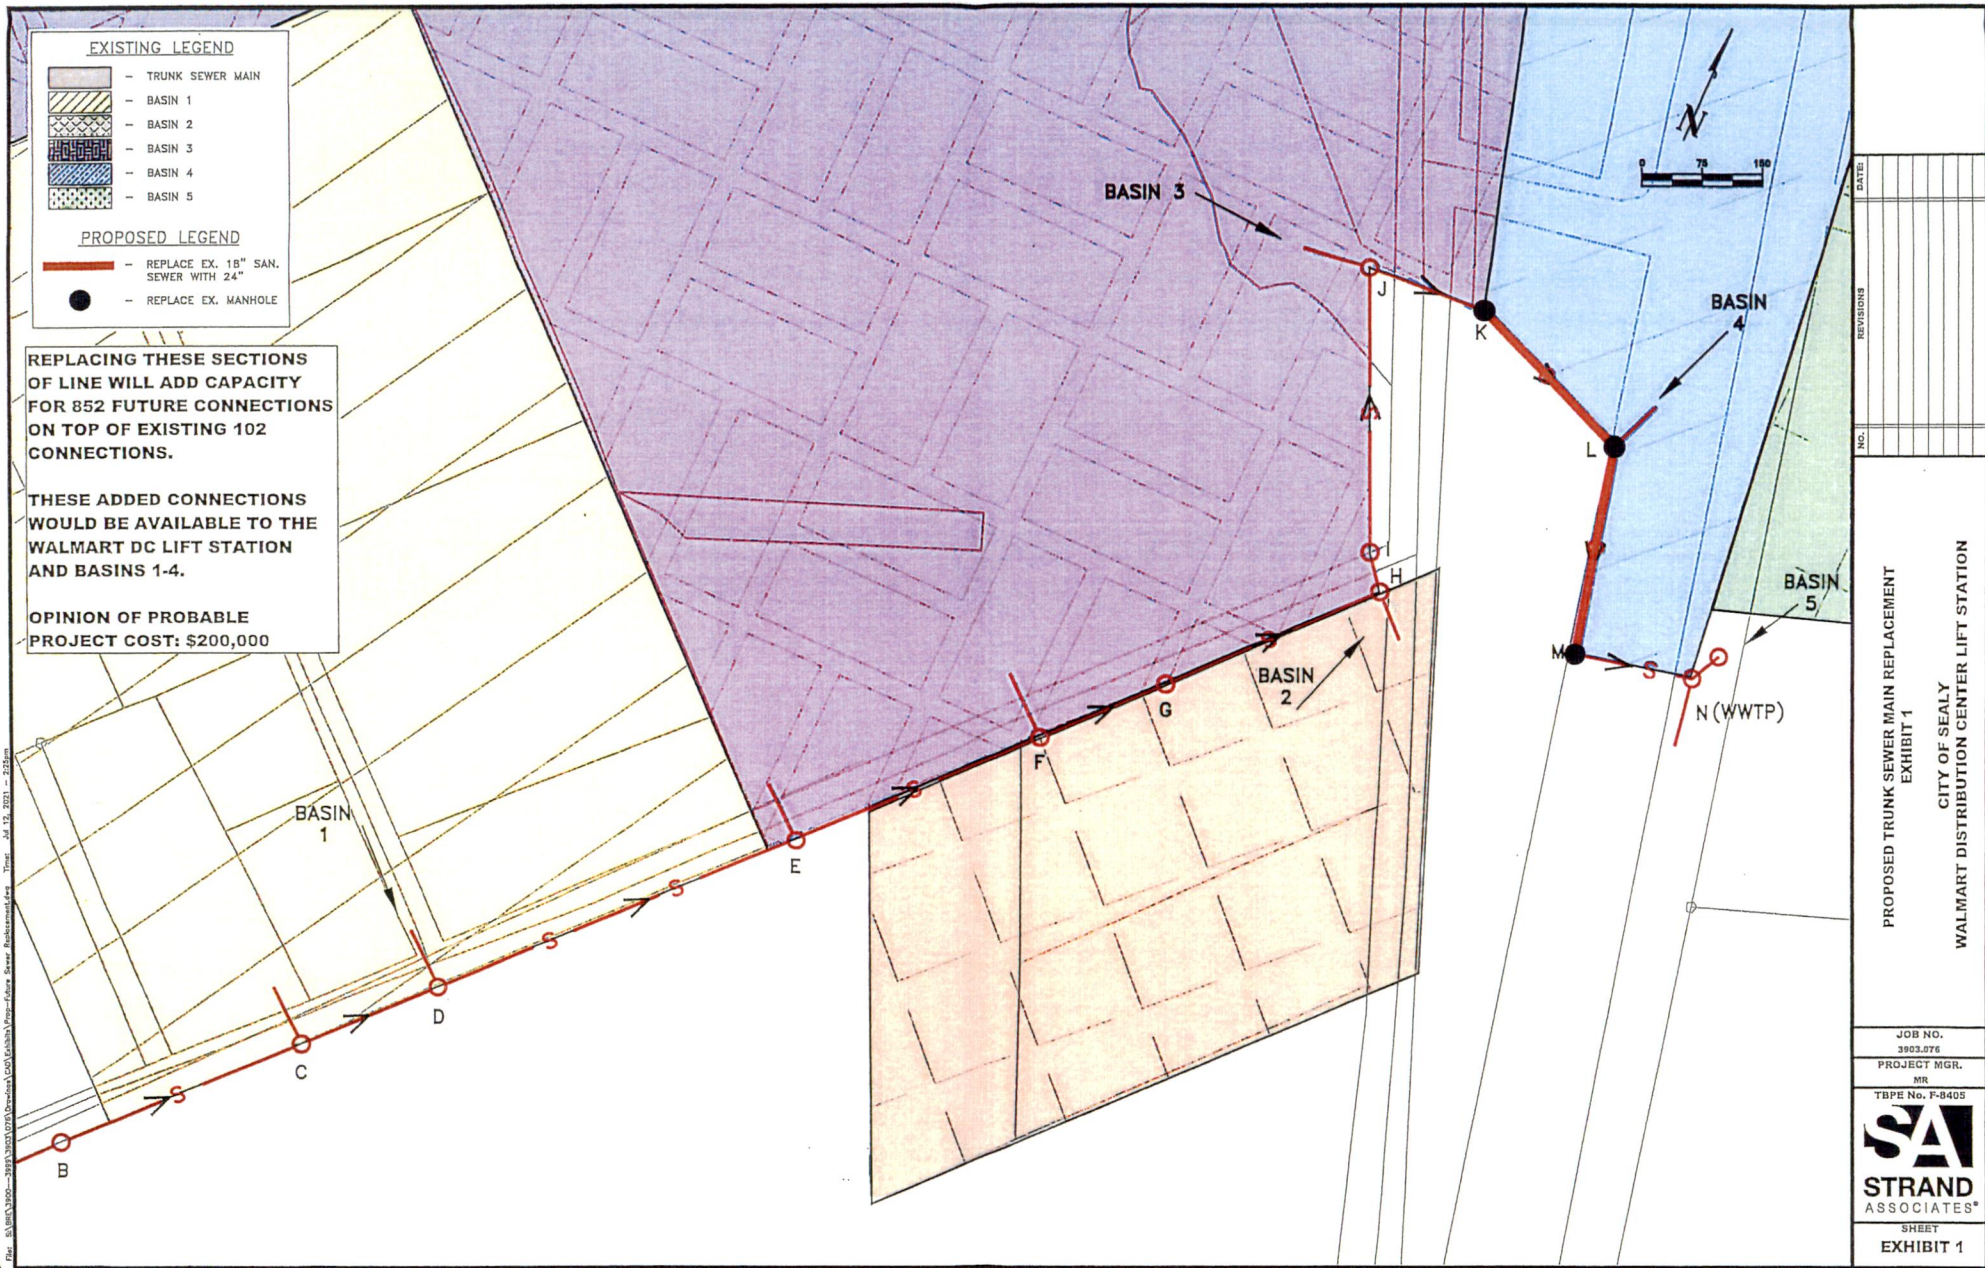 EXISTING LEGEND
- TRUNK SEWER MAIN
- BASIN 1
- BASIN 2
- BASIN 3
- BASIN 4
- BASIN 5
PROPOSED LEGEND
- REPLACE EX. 18" SAN.
SEWER WITH 24"
- REPLACE EX. MANHOLE
REPLACING THESE SECTIONS
OF LINE WILL ADD CAPACITY
FOR 852 FUTURE CONNECTIONS
ON TOP OF EXISTING 102
CONNECTIONS.
THESE ADDED CONNECTIONS
WOULD BE AVAILABLE TO THE
WALMART DC LIFT STATION
AND BASINS 1-4.
OPINION OF PROBABLE
PROJECT COST: $200,000
N
0 75 150
BASIN 3
J
K
BASIN
4
L
I
H
BASIN
5
M
S
N (WWTP)
S
S
BASIN
2
G
F
S
E
S
S
BASIN
1
D
C
S
B
DATE:
REVISIONS
NO.
PROPOSED TRUNK SEWER MAIN REPLACEMENT
EXHIBIT 1
CITY OF SEALY
WALMART DISTRIBUTION CENTER LIFT STATION
JOB NO.
3903.076
PROJECT MGR.
MR
TBPE No. F-8405
SA
STRAND
ASSOCIATES®
SHEET
EXHIBIT 1
Time: Jul 12, 2021 - 2:25pm